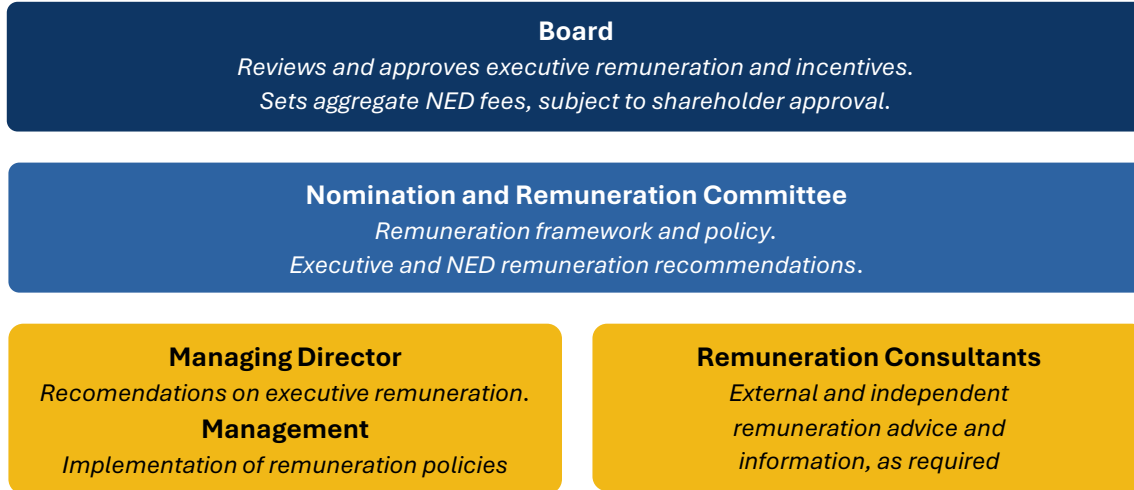 Board
Reviews and approves executive remuneration and incentives.
Sets aggregate NED fees, subject to shareholder approval.
Nomination and Remuneration Committee
Remuneration framework and policy.
Executive and NED remuneration recommendations.
Managing Director
Recomendations on executive remuneration.
Management
Implementation of remuneration policies
Remuneration Consultants
External and independent
remuneration advice and
information, as required